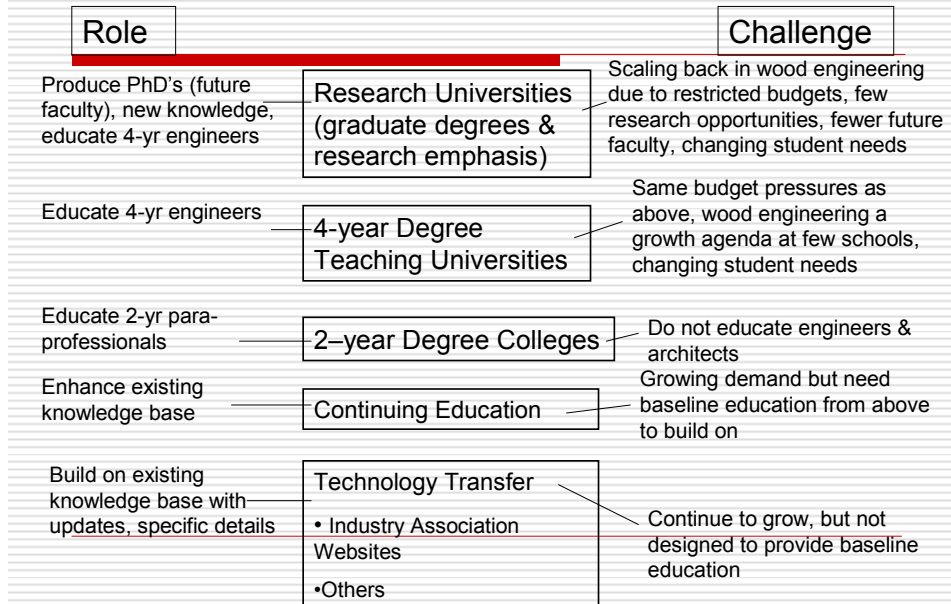 Role
Challenge
Produce PhD's (future
faculty), new knowledge,
educate 4-yr engineers
Research Universities
(graduate degrees &
research emphasis)
Scaling back in wood engineering
due to restricted budgets, few
research opportunities, fewer future
faculty, changing student needs
Educate 4-yr engineers
4-year Degree
Teaching Universities
Same budget pressures as
above, wood engineering a
growth agenda at few schools,
changing student needs
Educate 2-yr para-
professionals
2–year Degree Colleges
Do not educate engineers &
architects
Enhance existing
knowledge base
Continuing Education
Growing demand but need
baseline education from above
to build on
Build on existing
knowledge base with
updates, specific details
Technology Transfer
• Industry Association
Websites
•Others
Continue to grow, but not
designed to provide baseline
education